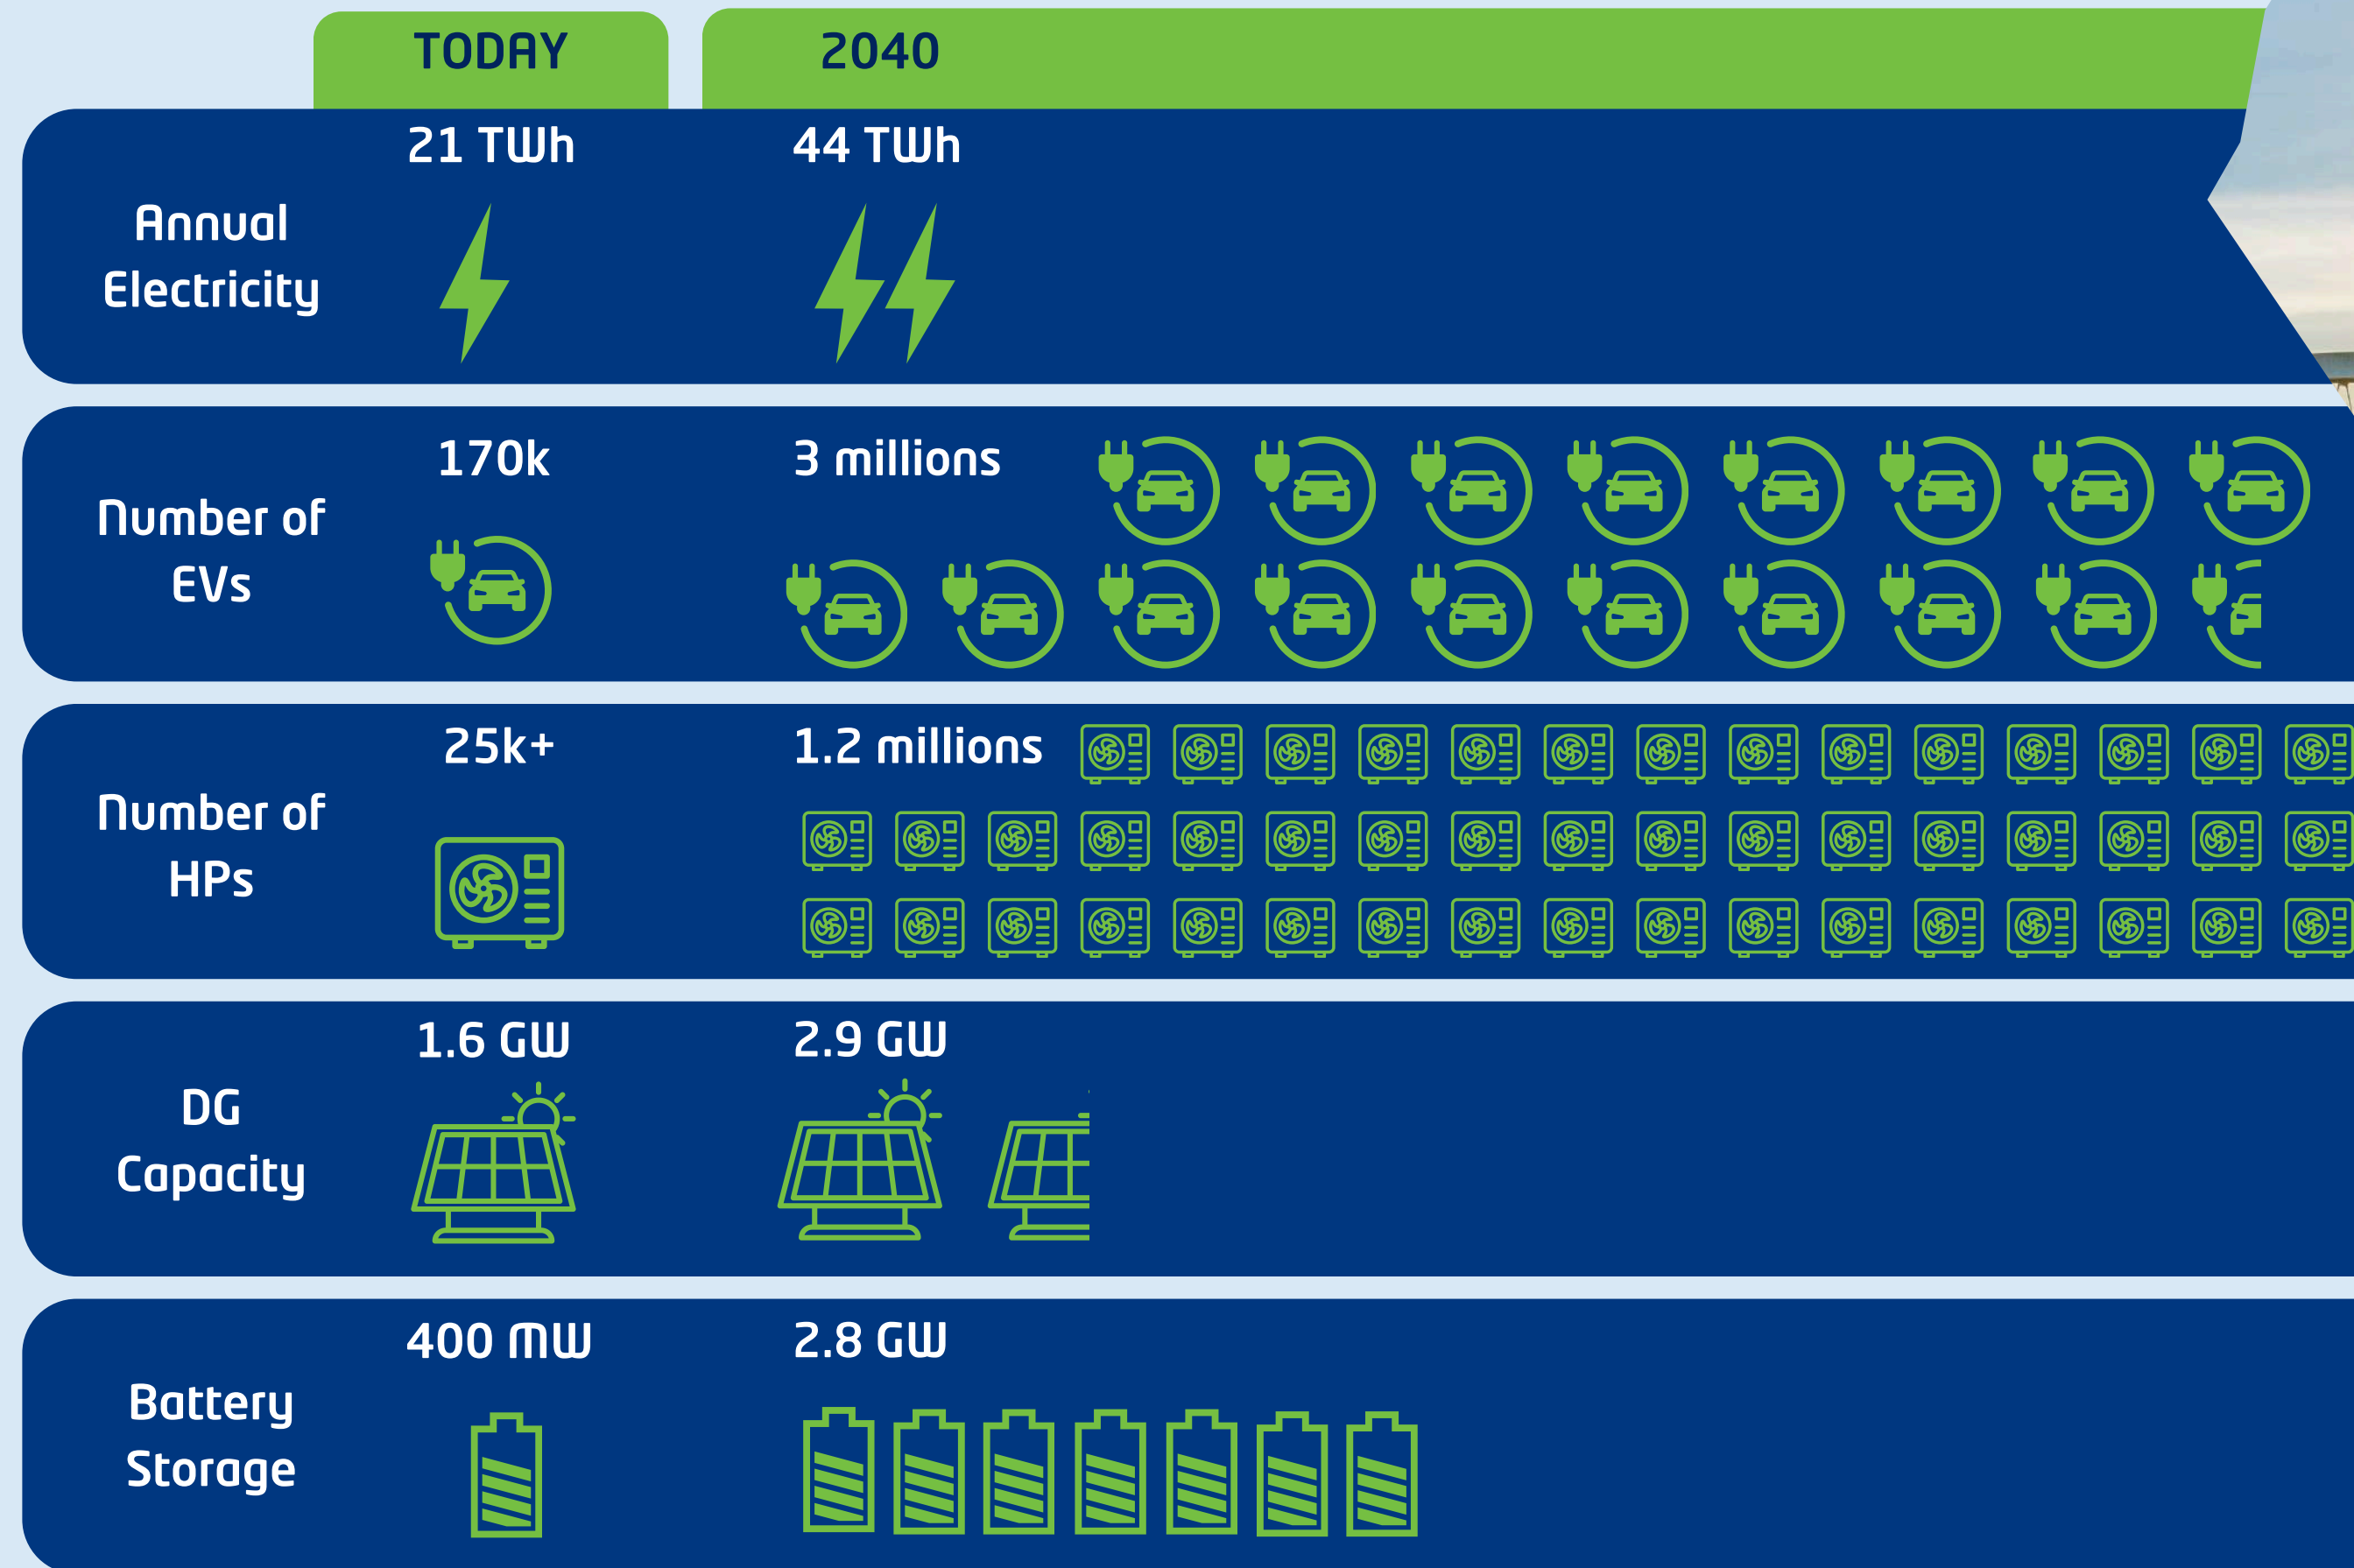 TODAY
2040
21 TWh
44 TWh
Annual
Electricity
170k
3 millions
Number of
EVs
25k+
1.2 millions
Number of
HPs
1.6 GW
2.9 GW
DG
Capacity
400 MW
2.8 GW
Battery
Storage